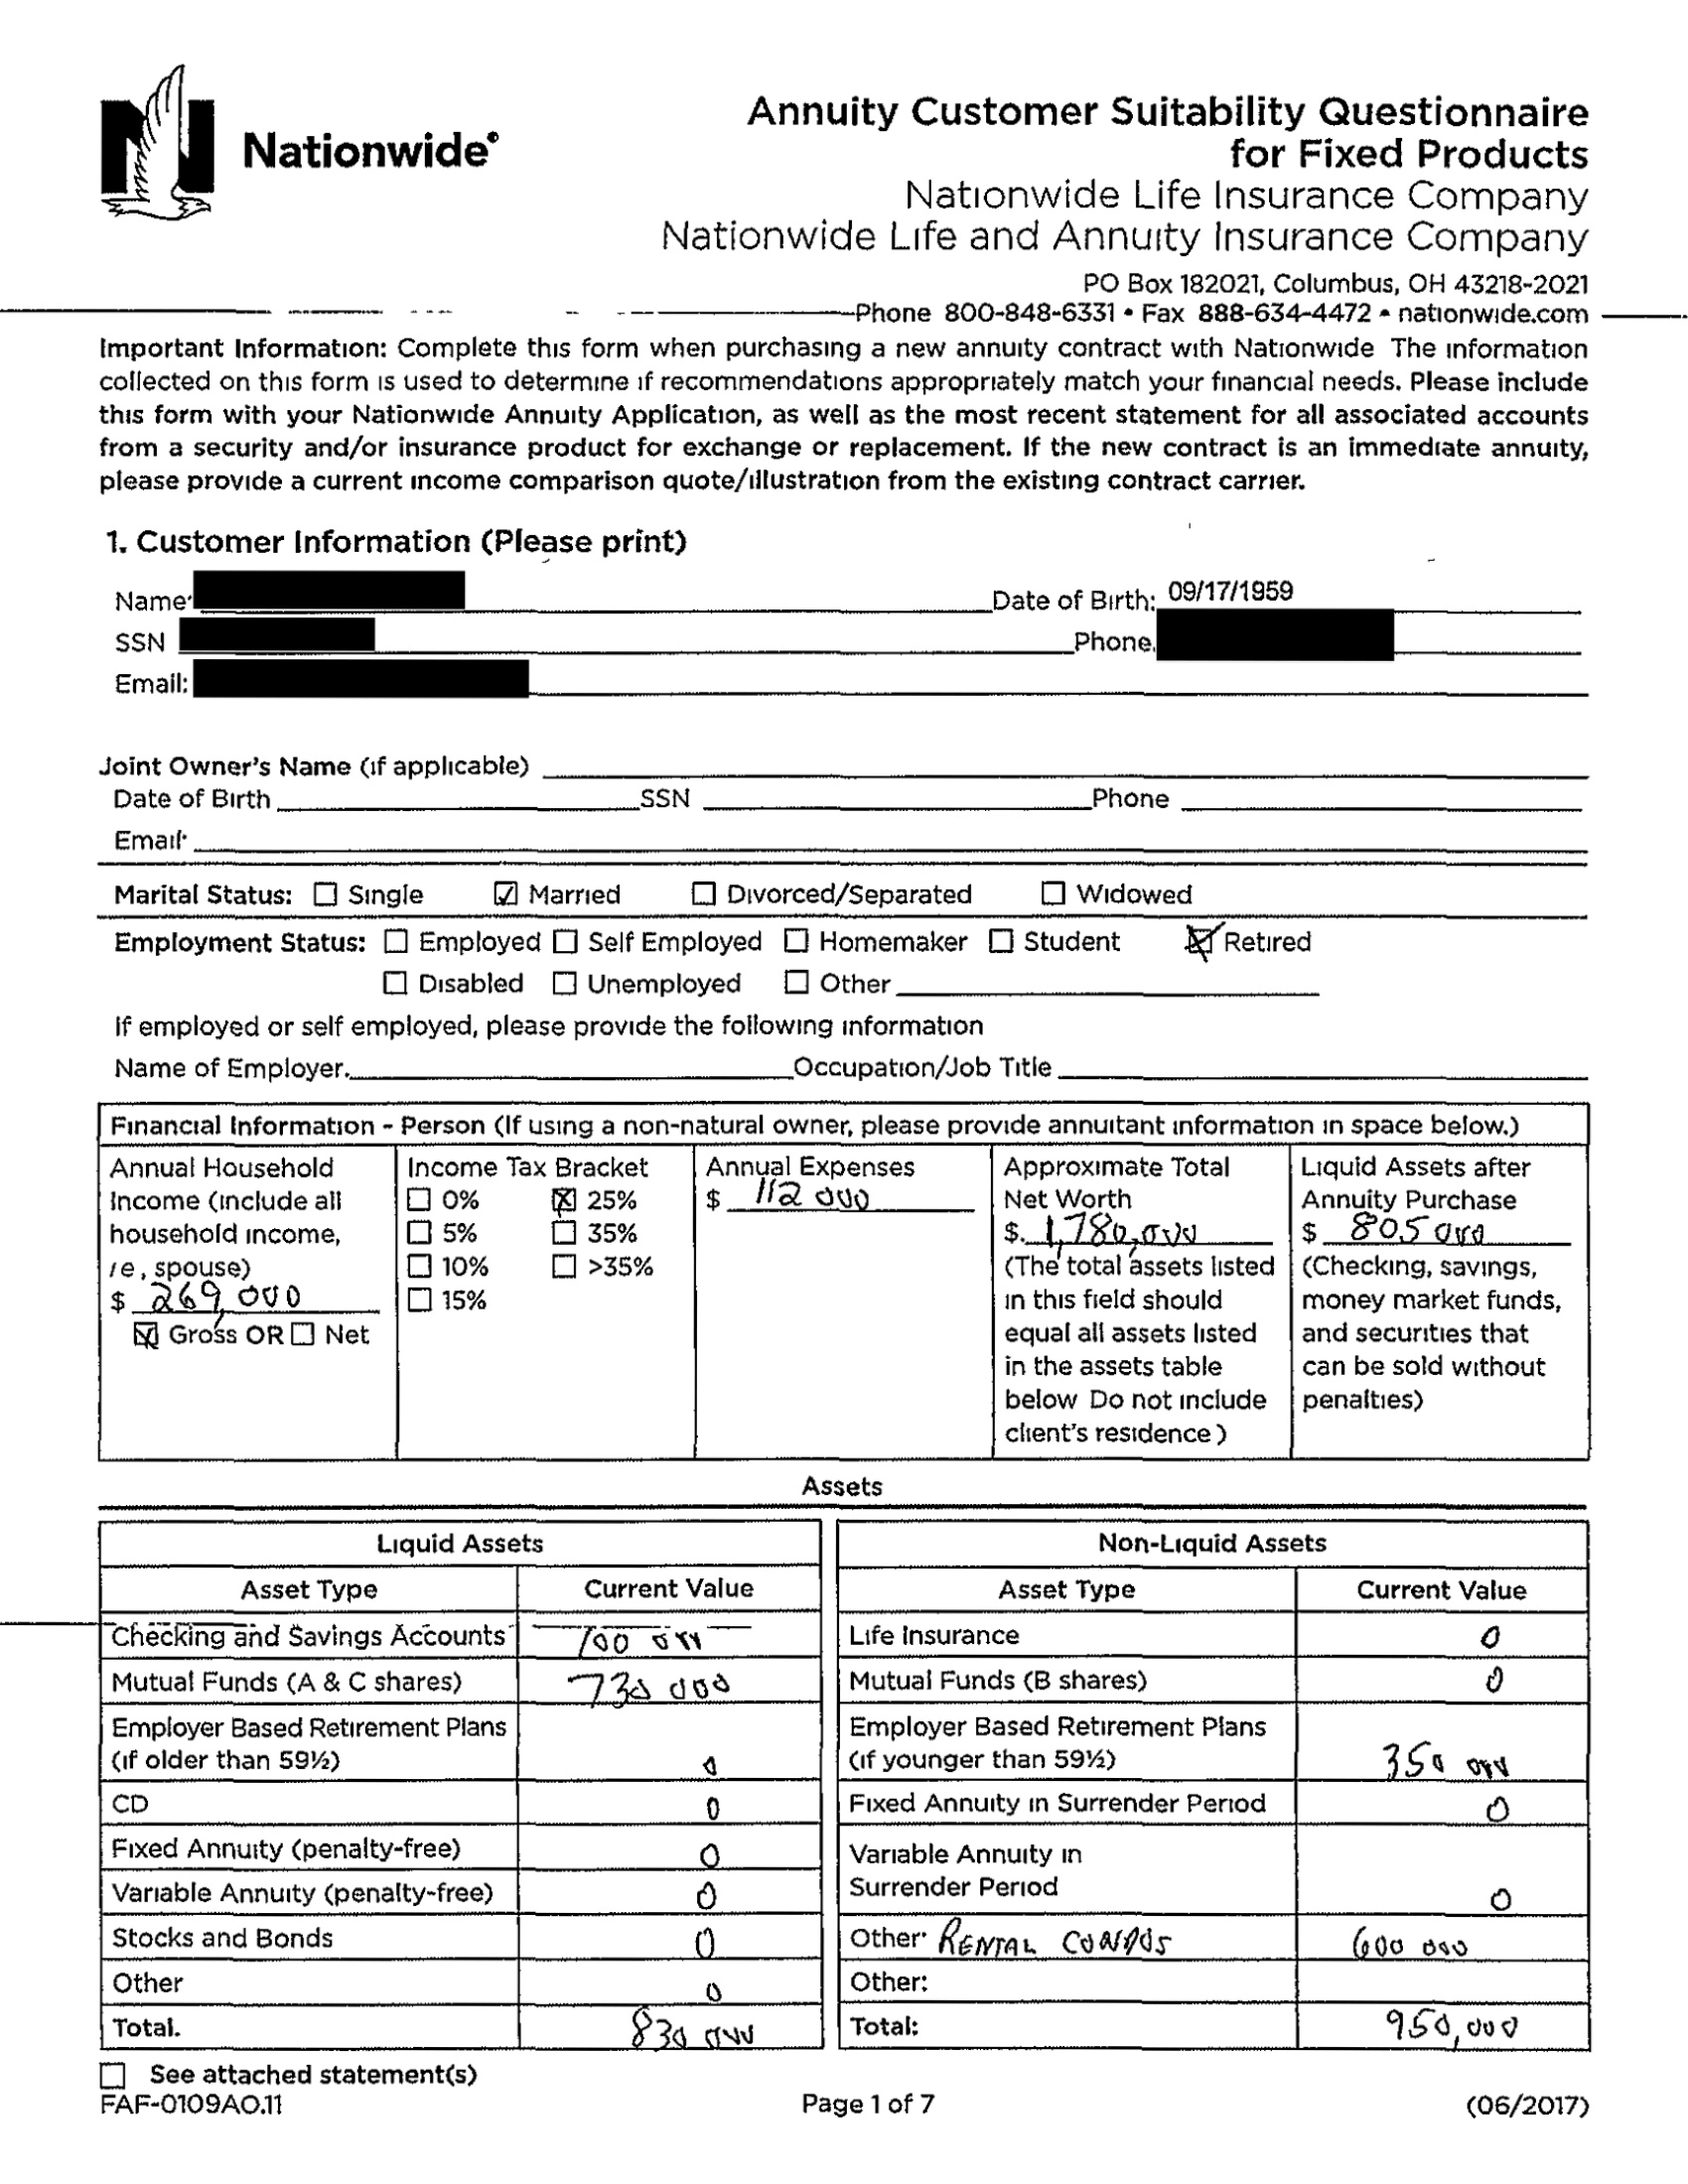 Nationwide®
Annuity Customer Suitability Questionnaire
for Fixed Products
Nationwide Life Insurance Company
Nationwide Life and Annuity Insurance Company
PO Box 182021, Columbus, OH 43218-2021
Phone 800-848-6331 • Fax 888-634-4472 • nationwide.com
Important Information: Complete this form when purchasing a new annuity contract with Nationwide The information
collected on this form is used to determine if recommendations appropriately match your financial needs. Please include
this form with your Nationwide Annuity Application, as well as the most recent statement for all associated accounts
from a security and/or insurance product for exchange or replacement. If the new contract is an immediate annuity,
please provide a current income comparison quote/illustration from the existing contract carrier.
1. Customer Information (Please print)
Name: Date of Birth: 09/17/1959
SSN Phone.
Email:
Joint Owner's Name (if applicable)
Date of Birth SSN Phone
Email:
Marital Status: ☐ Single ☑ Married ☐ Divorced/Separated ☐ Widowed
Employment Status: ☐ Employed ☐ Self Employed ☐ Homemaker ☐ Student ☒ Retired
☐ Disabled ☐ Unemployed ☐ Other
If employed or self employed, please provide the following information
Name of Employer. Occupation/Job Title
Financial Information - Person (If using a non-natural owner, please provide annuitant information in space below.)
Annual Household
Income (include all
household income,
ie, spouse)
$ 269,000
☒ Gross OR ☐ Net
Income Tax Bracket
☐ 0% ☒ 25%
☐ 5% ☐ 35%
☐ 10% ☐ >35%
☐ 15%
Annual Expenses
$ 112 000
Approximate Total
Net Worth
$. 1,780,000
(The total assets listed
in this field should
equal all assets listed
in the assets table
below Do not include
client's residence)
Liquid Assets after
Annuity Purchase
$ 805 000
(Checking, savings,
money market funds,
and securities that
can be sold without
penalties)
Assets
Liquid Assets
Asset Type Current Value
Checking and Savings Accounts 100 000
Mutual Funds (A & C shares) 730 000
Employer Based Retirement Plans
(if older than 59½) 0
CD 0
Fixed Annuity (penalty-free) 0
Variable Annuity (penalty-free) 0
Stocks and Bonds 0
Other 0
Total. 830 000
Non-Liquid Assets
Asset Type Current Value
Life Insurance 0
Mutual Funds (B shares) 0
Employer Based Retirement Plans
(if younger than 59½) 350 000
Fixed Annuity in Surrender Period 0
Variable Annuity in
Surrender Period 0
Other: RENTAL CONDOS 600 000
Other:
Total: 950,000
☐ See attached statement(s)
FAF-0109AO.11 Page 1 of 7 (06/2017)